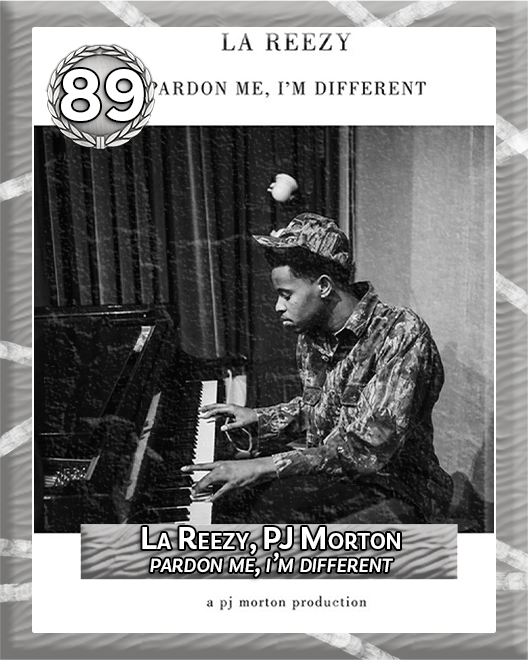 LA REEZY
89
PARDON ME, I'M DIFFERENT
LA REEZY, PJ MORTON
PARDON ME, I'M DIFFERENT
a pj morton production